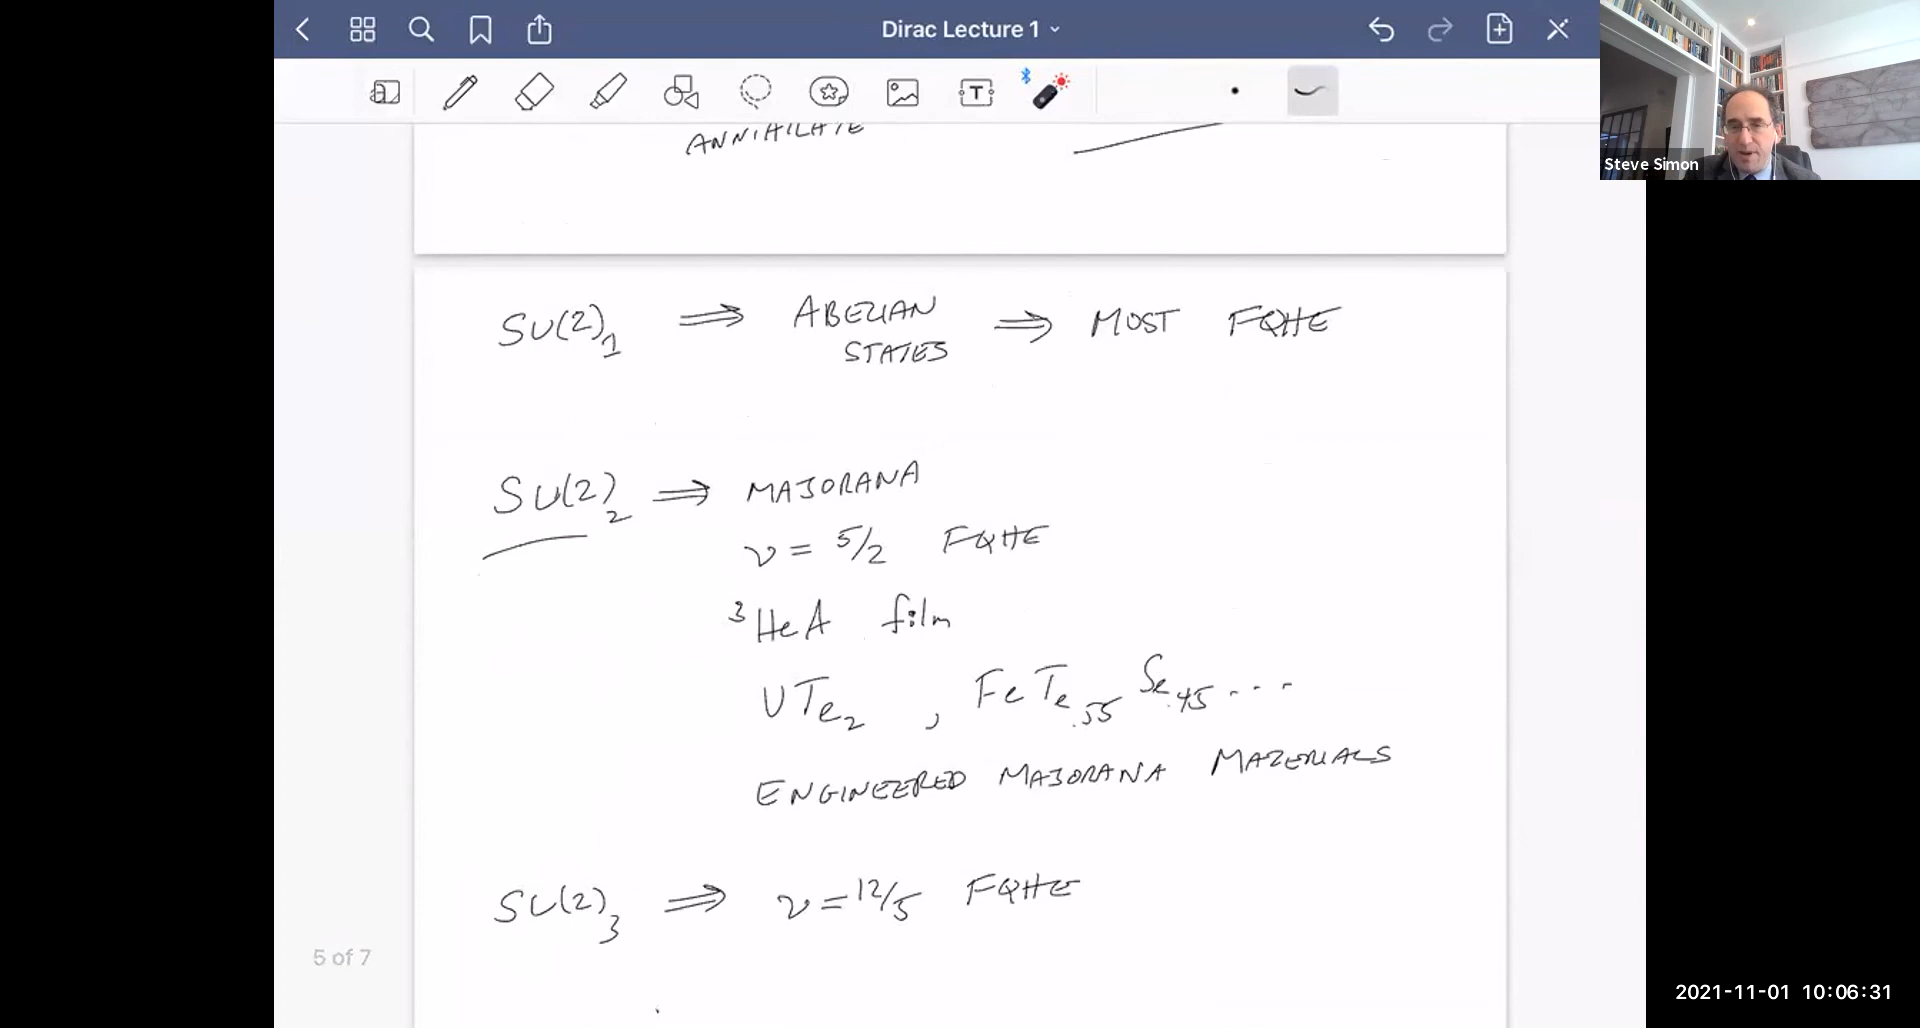 Dirac Lecture 1
Steve Simon
ANNIHILATE
SU(2)₁ ⇒ ABELIAN STATES ⇒ MOST FQHE
SU(2)₂ ⇒ MAJORANA
ν = 5/2 FQHE
³HeA film
UTe₂ , FeTe.₅₅ Se.₄₅ ...
ENGINEERED MAJORANA MATERIALS
SU(2)₃ ⇒ ν = 12/5 FQHE
5 of 7
2021-11-01 10:06:31